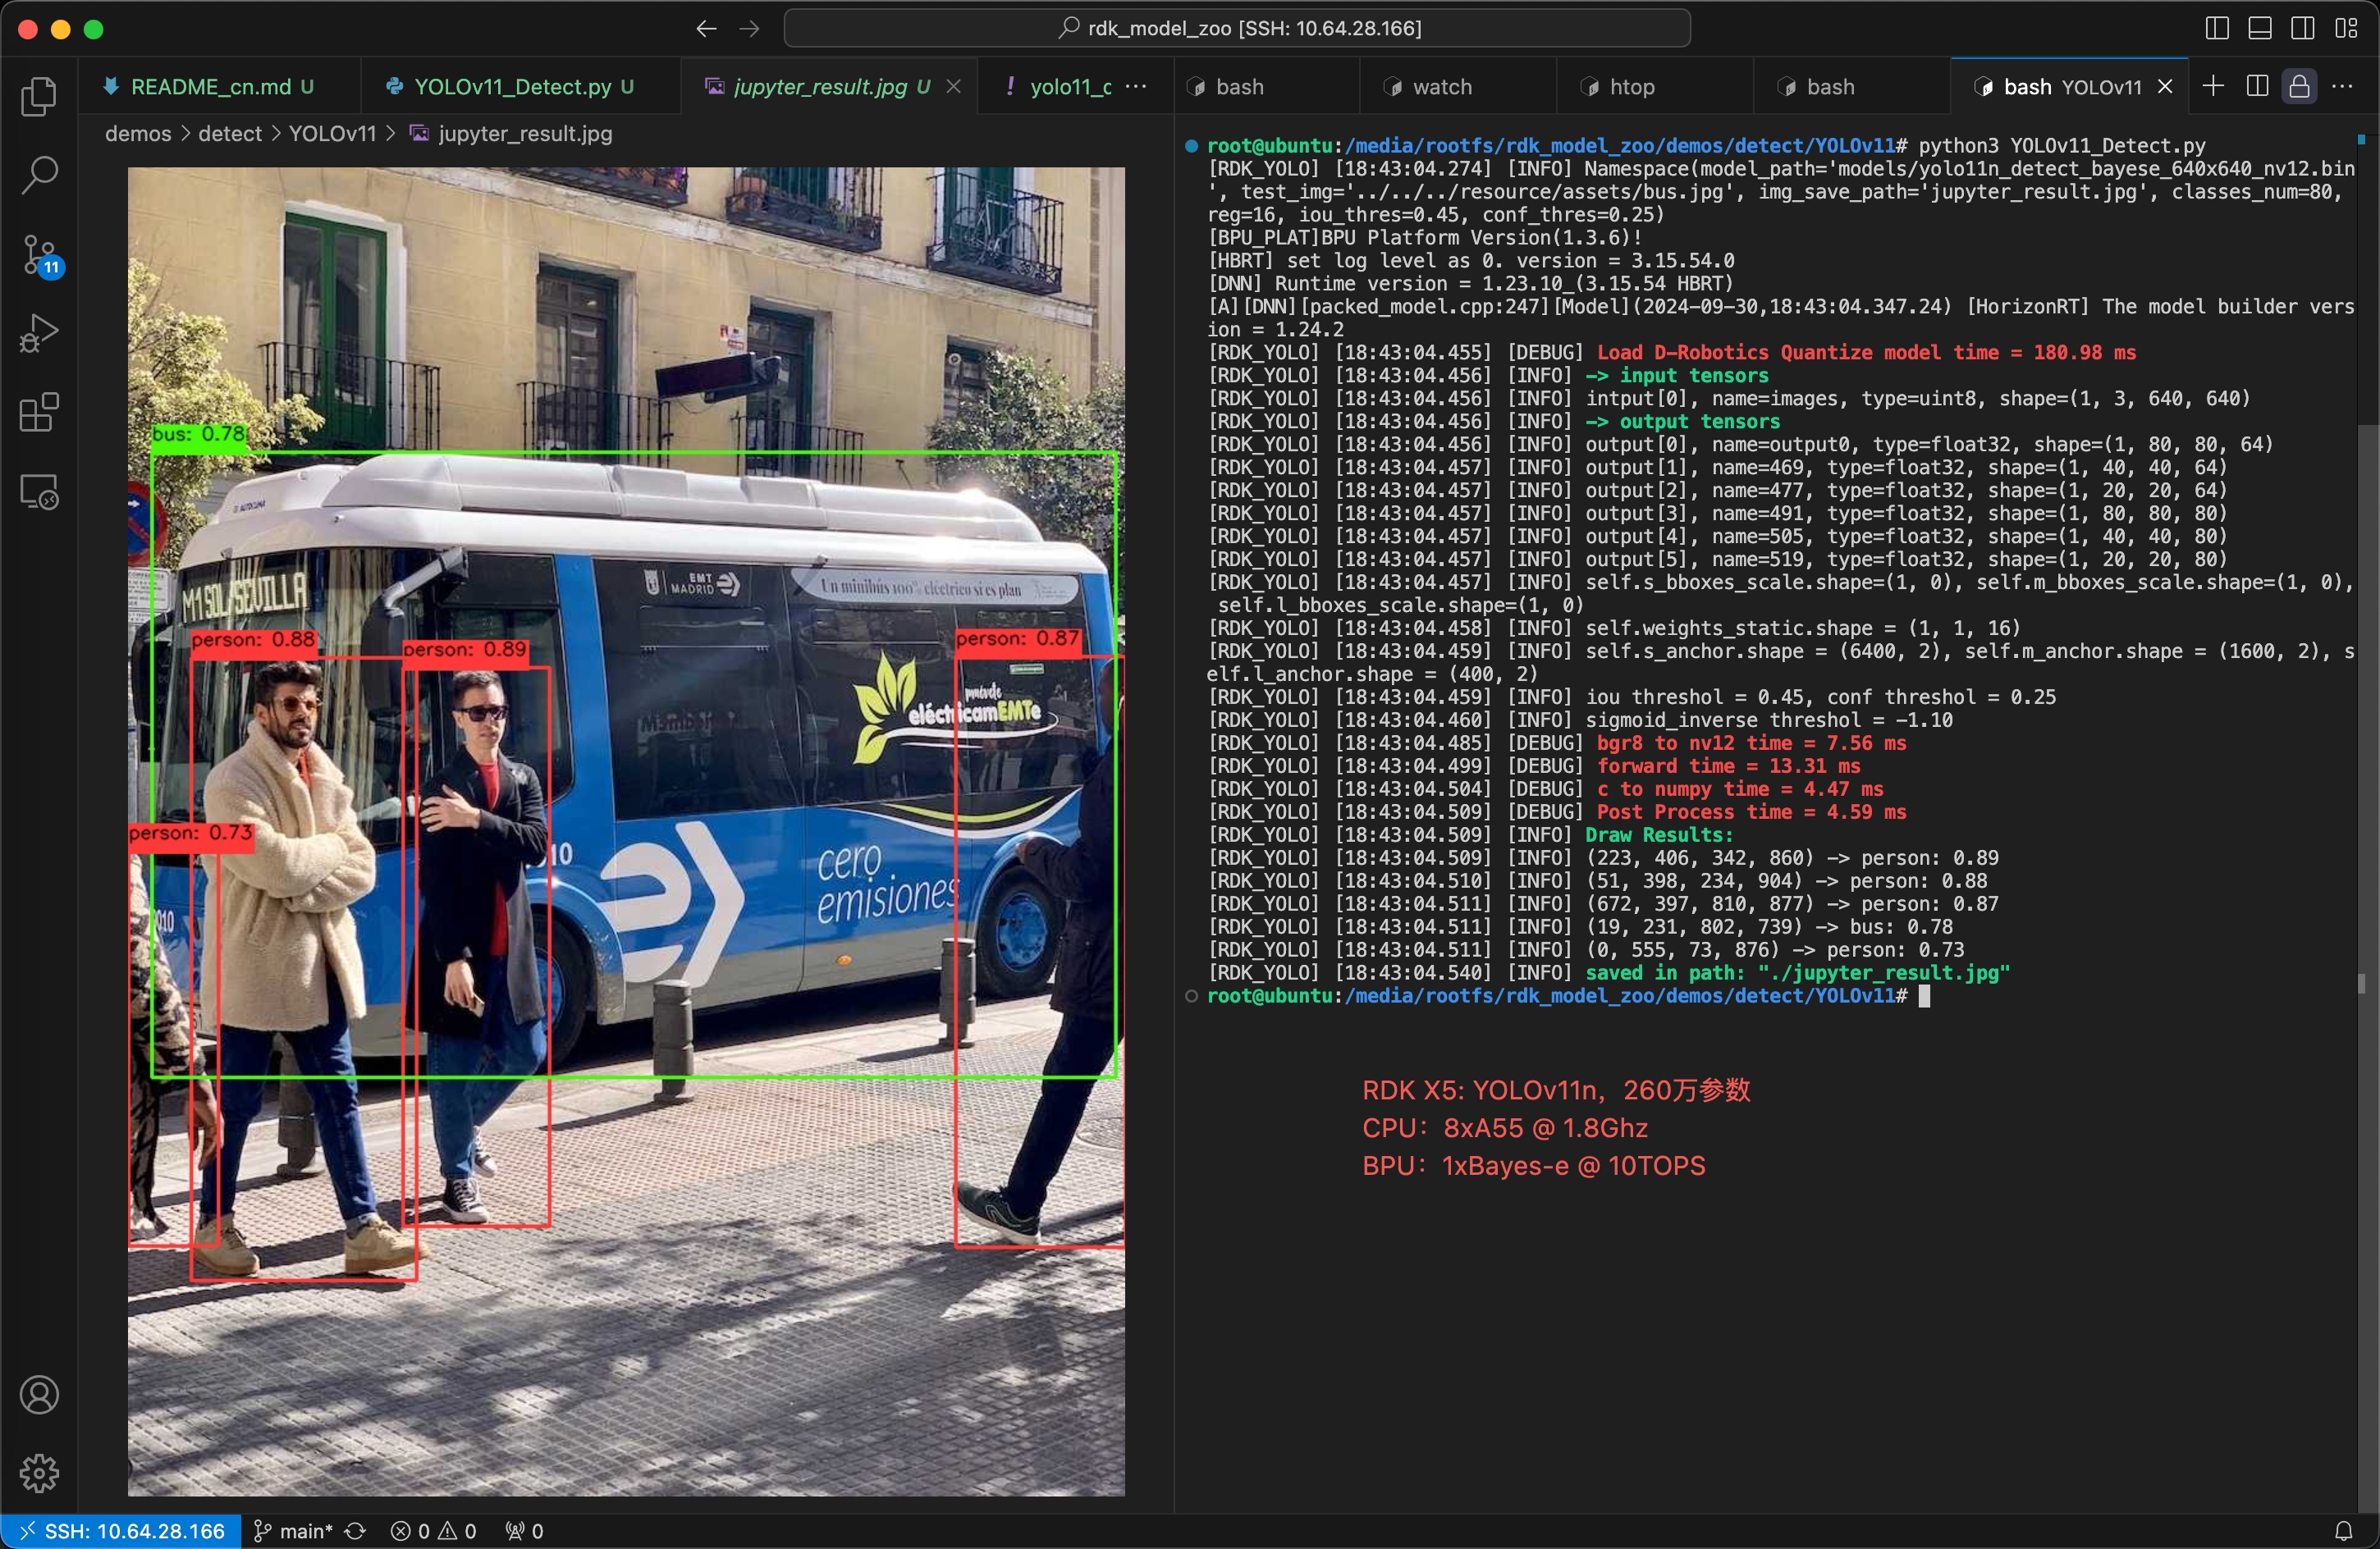 rdk_model_zoo [SSH: 10.64.28.166]
README_cn.md U
YOLOv11_Detect.py U
jupyter_result.jpg U
yolo11_c
demos > detect > YOLOv11 > jupyter_result.jpg
11
bus: 0.78
M1 SOL/SEVILLA
EMT
MADRID
Un minibús 100% eléctrico sí es plan
person: 0.88
person: 0.89
person: 0.87
muévete
eléctricamEMTe
person: 0.73
010
10
cero
emisiones
bash
watch
htop
bash
bash YOLOv11
root@ubuntu:/media/rootfs/rdk_model_zoo/demos/detect/YOLOv11# python3 YOLOv11_Detect.py
[RDK_YOLO] [18:43:04.274] [INFO] Namespace(model_path='models/yolo11n_detect_bayese_640x640_nv12.bin
', test_img='../../../resource/assets/bus.jpg', img_save_path='jupyter_result.jpg', classes_num=80,
reg=16, iou_thres=0.45, conf_thres=0.25)
[BPU_PLAT]BPU Platform Version(1.3.6)!
[HBRT] set log level as 0. version = 3.15.54.0
[DNN] Runtime version = 1.23.10_(3.15.54 HBRT)
[A][DNN][packed_model.cpp:247][Model](2024-09-30,18:43:04.347.24) [HorizonRT] The model builder vers
ion = 1.24.2
[RDK_YOLO] [18:43:04.455] [DEBUG] Load D-Robotics Quantize model time = 180.98 ms
[RDK_YOLO] [18:43:04.456] [INFO] -> input tensors
[RDK_YOLO] [18:43:04.456] [INFO] intput[0], name=images, type=uint8, shape=(1, 3, 640, 640)
[RDK_YOLO] [18:43:04.456] [INFO] -> output tensors
[RDK_YOLO] [18:43:04.456] [INFO] output[0], name=output0, type=float32, shape=(1, 80, 80, 64)
[RDK_YOLO] [18:43:04.457] [INFO] output[1], name=469, type=float32, shape=(1, 40, 40, 64)
[RDK_YOLO] [18:43:04.457] [INFO] output[2], name=477, type=float32, shape=(1, 20, 20, 64)
[RDK_YOLO] [18:43:04.457] [INFO] output[3], name=491, type=float32, shape=(1, 80, 80, 80)
[RDK_YOLO] [18:43:04.457] [INFO] output[4], name=505, type=float32, shape=(1, 40, 40, 80)
[RDK_YOLO] [18:43:04.457] [INFO] output[5], name=519, type=float32, shape=(1, 20, 20, 80)
[RDK_YOLO] [18:43:04.457] [INFO] self.s_bboxes_scale.shape=(1, 0), self.m_bboxes_scale.shape=(1, 0),
self.l_bboxes_scale.shape=(1, 0)
[RDK_YOLO] [18:43:04.458] [INFO] self.weights_static.shape = (1, 1, 16)
[RDK_YOLO] [18:43:04.459] [INFO] self.s_anchor.shape = (6400, 2), self.m_anchor.shape = (1600, 2), s
elf.l_anchor.shape = (400, 2)
[RDK_YOLO] [18:43:04.459] [INFO] iou threshol = 0.45, conf threshol = 0.25
[RDK_YOLO] [18:43:04.460] [INFO] sigmoid_inverse threshol = -1.10
[RDK_YOLO] [18:43:04.485] [DEBUG] bgr8 to nv12 time = 7.56 ms
[RDK_YOLO] [18:43:04.499] [DEBUG] forward time = 13.31 ms
[RDK_YOLO] [18:43:04.504] [DEBUG] c to numpy time = 4.47 ms
[RDK_YOLO] [18:43:04.509] [DEBUG] Post Process time = 4.59 ms
[RDK_YOLO] [18:43:04.509] [INFO] Draw Results:
[RDK_YOLO] [18:43:04.509] [INFO] (223, 406, 342, 860) -> person: 0.89
[RDK_YOLO] [18:43:04.510] [INFO] (51, 398, 234, 904) -> person: 0.88
[RDK_YOLO] [18:43:04.511] [INFO] (672, 397, 810, 877) -> person: 0.87
[RDK_YOLO] [18:43:04.511] [INFO] (19, 231, 802, 739) -> bus: 0.78
[RDK_YOLO] [18:43:04.511] [INFO] (0, 555, 73, 876) -> person: 0.73
[RDK_YOLO] [18:43:04.540] [INFO] saved in path: "./jupyter_result.jpg"
root@ubuntu:/media/rootfs/rdk_model_zoo/demos/detect/YOLOv11#
RDK X5: YOLOv11n，260万参数
CPU：8xA55 @ 1.8Ghz
BPU：1xBayes-e @ 10TOPS
SSH: 10.64.28.166
main*
0
0
0